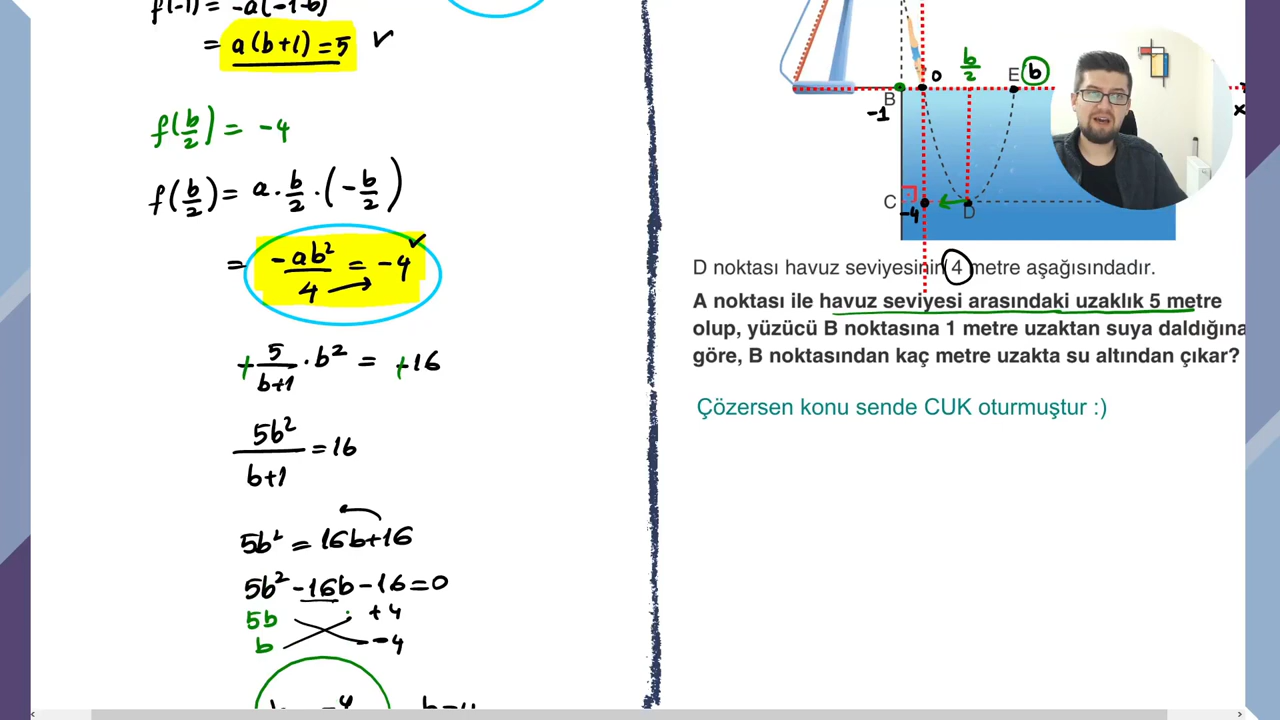 f(-1) = -a(-1-b)
= a(b+1) = 5 ✓
f(b/2) = -4
f(b/2) = a · b/2 · (-b/2)
= -ab²/4 = -4 ✓
+ 5/b+1 · b² = +16
5b²/b+1 = 16
5b² = 16b+16
5b² - 16b - 16 = 0
5b +4
b -4
b/2
O E b
B
-1
x
C
-4 D
D noktası havuz seviyesinin 4 metre aşağısındadır.
A noktası ile havuz seviyesi arasındaki uzaklık 5 metre
olup, yüzücü B noktasına 1 metre uzaktan suya daldığına
göre, B noktasından kaç metre uzakta su altından çıkar?
Çözersen konu sende CUK oturmuştur :)